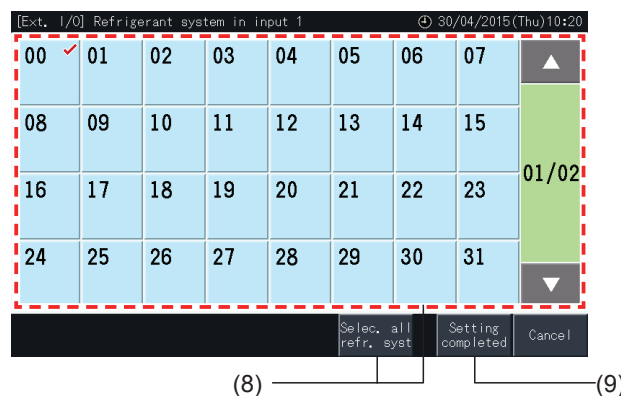 [Ext. I/O] Refrigerant system in input 1 30/04/2015(Thu)10:20
00 01 02 03 04 05 06 07
08 09 10 11 12 13 14 15
01/02
16 17 18 19 20 21 22 23
24 25 26 27 28 29 30 31
Selec. all
refr. syst
Setting
completed
Cancel
(8)
(9)